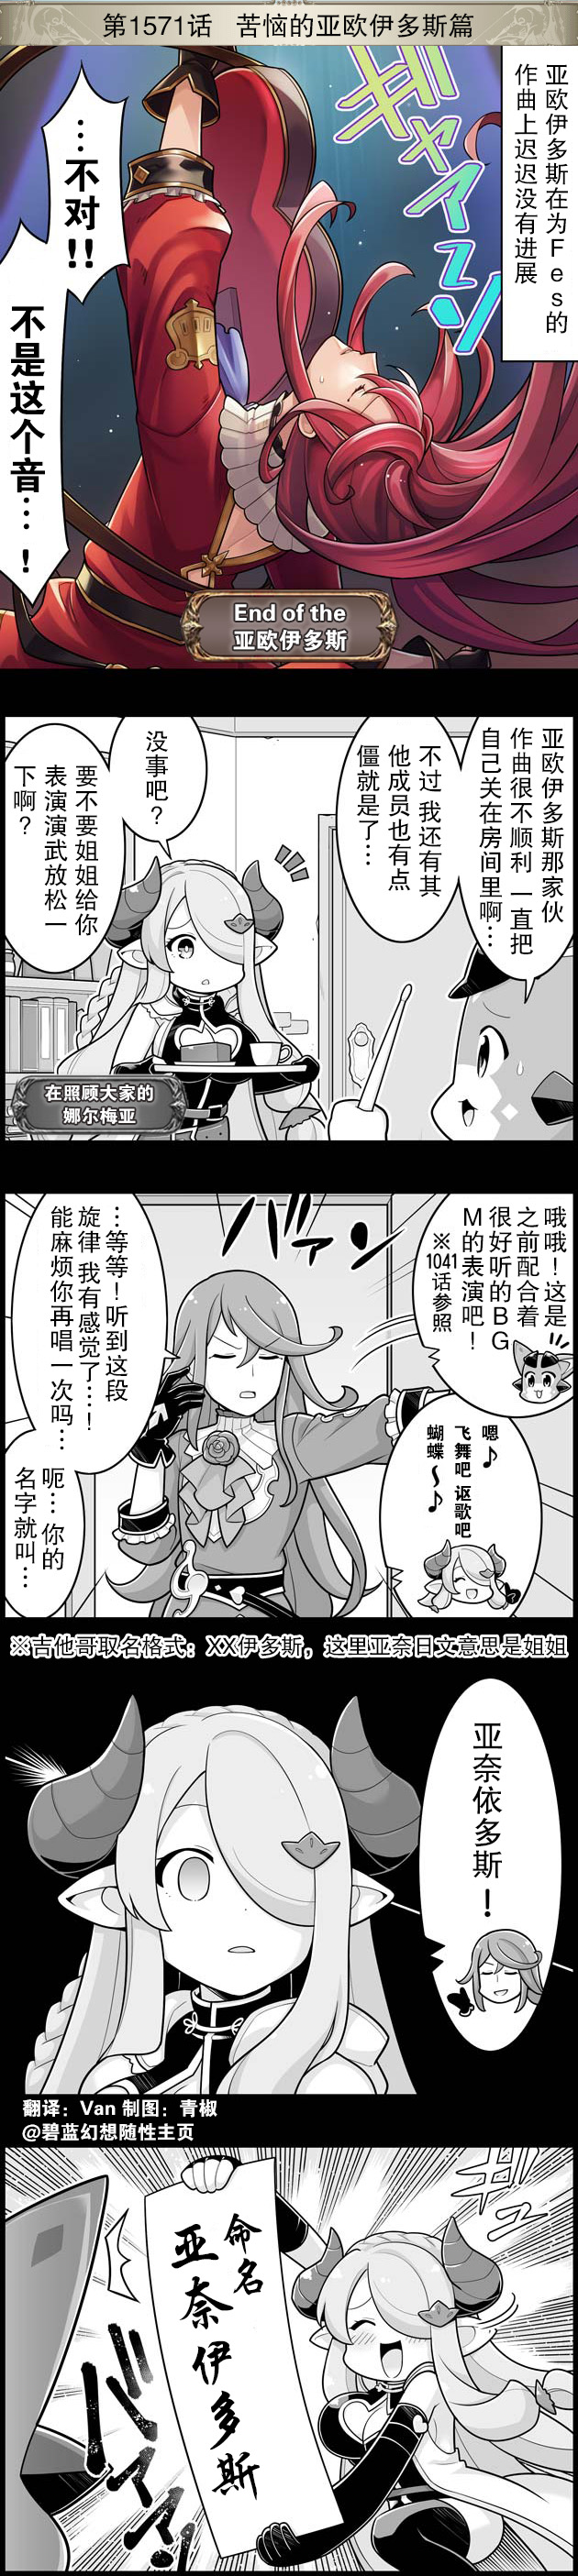 第1571话　苦恼的亚欧伊多斯篇
亚欧伊多斯在为Fes的
作曲上迟迟没有进展
ギャアアン
…不对!!
不是这个音…！
End of the
亚欧伊多斯
亚欧伊多斯那家伙
作曲很不顺利 一直把
自己关在房间里啊…
不过 我还有其
他成员也有点
僵就是了…
没事吧？
要不要姐姐给你
表演演武放松一
下啊？
在照顾大家的
娜尔梅亚
哦哦！这是
之前配合着
很好听的BG
M的表演吧！
※1041
话参照
バァン
嗯♪
飞舞吧 讴歌吧
蝴蝶～♪
…等等！听到这段
旋律 我有感觉了…！
能麻烦你再唱一次吗…
呃… 你的
名字就叫…
※吉他哥取名格式：XX伊多斯，这里亚奈日文意思是姐姐
亚奈依多斯！
翻译：Van 制图：青椒
@碧蓝幻想随性主页
命名
亚奈伊多斯